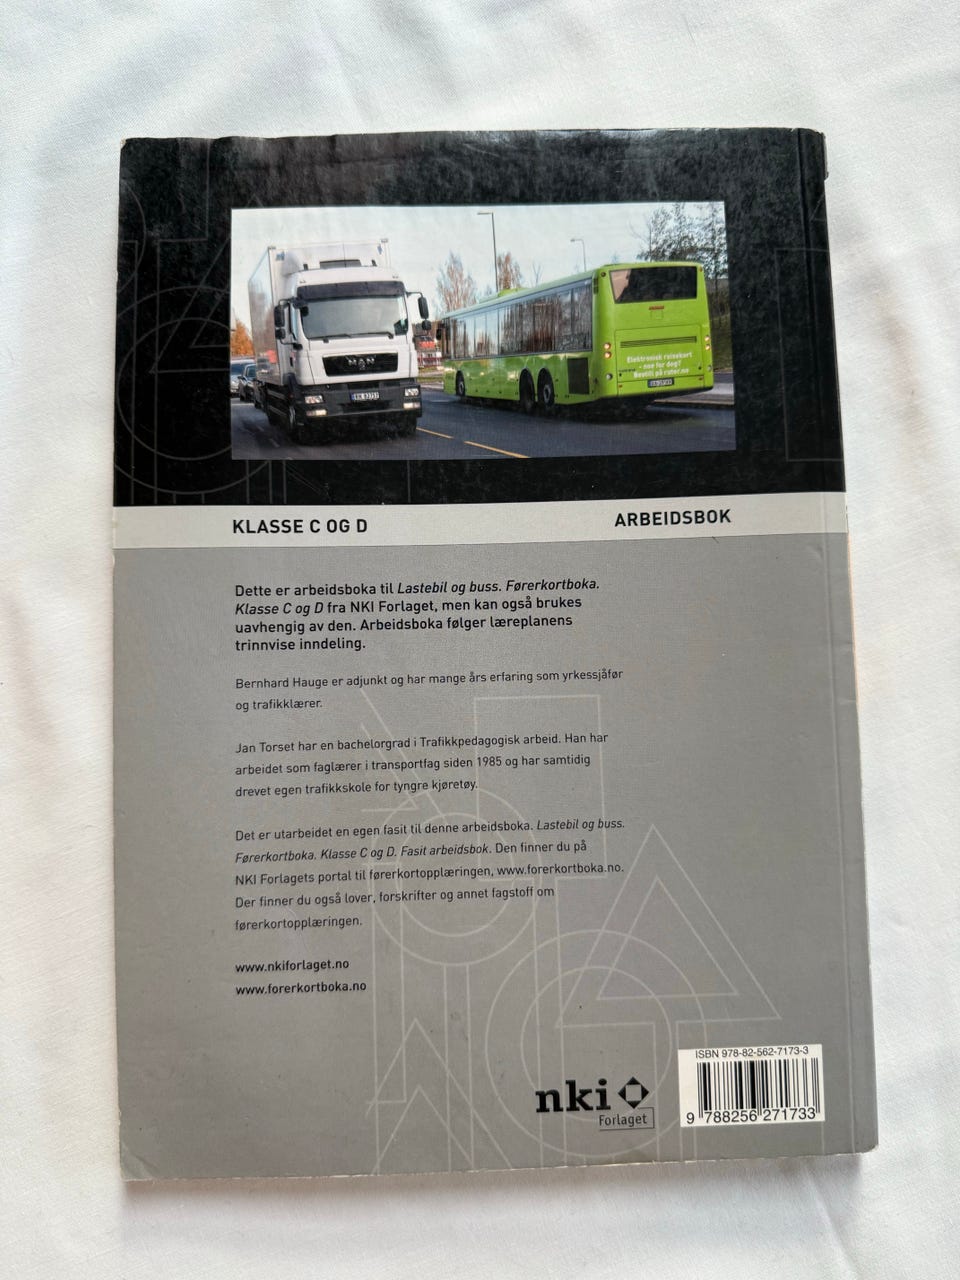 MAN
Elektronisk reisekort
- noe for deg?
Bestill på ruter.no
KLASSE C OG D
ARBEIDSBOK
Dette er arbeidsboka til Lastebil og buss. Førerkortboka.
Klasse C og D fra NKI Forlaget, men kan også brukes
uavhengig av den. Arbeidsboka følger læreplanens
trinnvise inndeling.
Bernhard Hauge er adjunkt og har mange års erfaring som yrkessjåfør
og trafikklærer.
Jan Torset har en bachelorgrad i Trafikkpedagogisk arbeid. Han har
arbeidet som faglærer i transportfag siden 1985 og har samtidig
drevet egen trafikkskole for tyngre kjøretøy.
Det er utarbeidet en egen fasit til denne arbeidsboka. Lastebil og buss.
Førerkortboka. Klasse C og D. Fasit arbeidsbok. Den finner du på
NKI Forlagets portal til førerkortopplæringen, www.forerkortboka.no.
Der finner du også lover, forskrifter og annet fagstoff om
førerkortopplæringen.
www.nkiforlaget.no
www.forerkortboka.no
nki
Forlaget
ISBN 978-82-562-7173-3
9 788256 271733